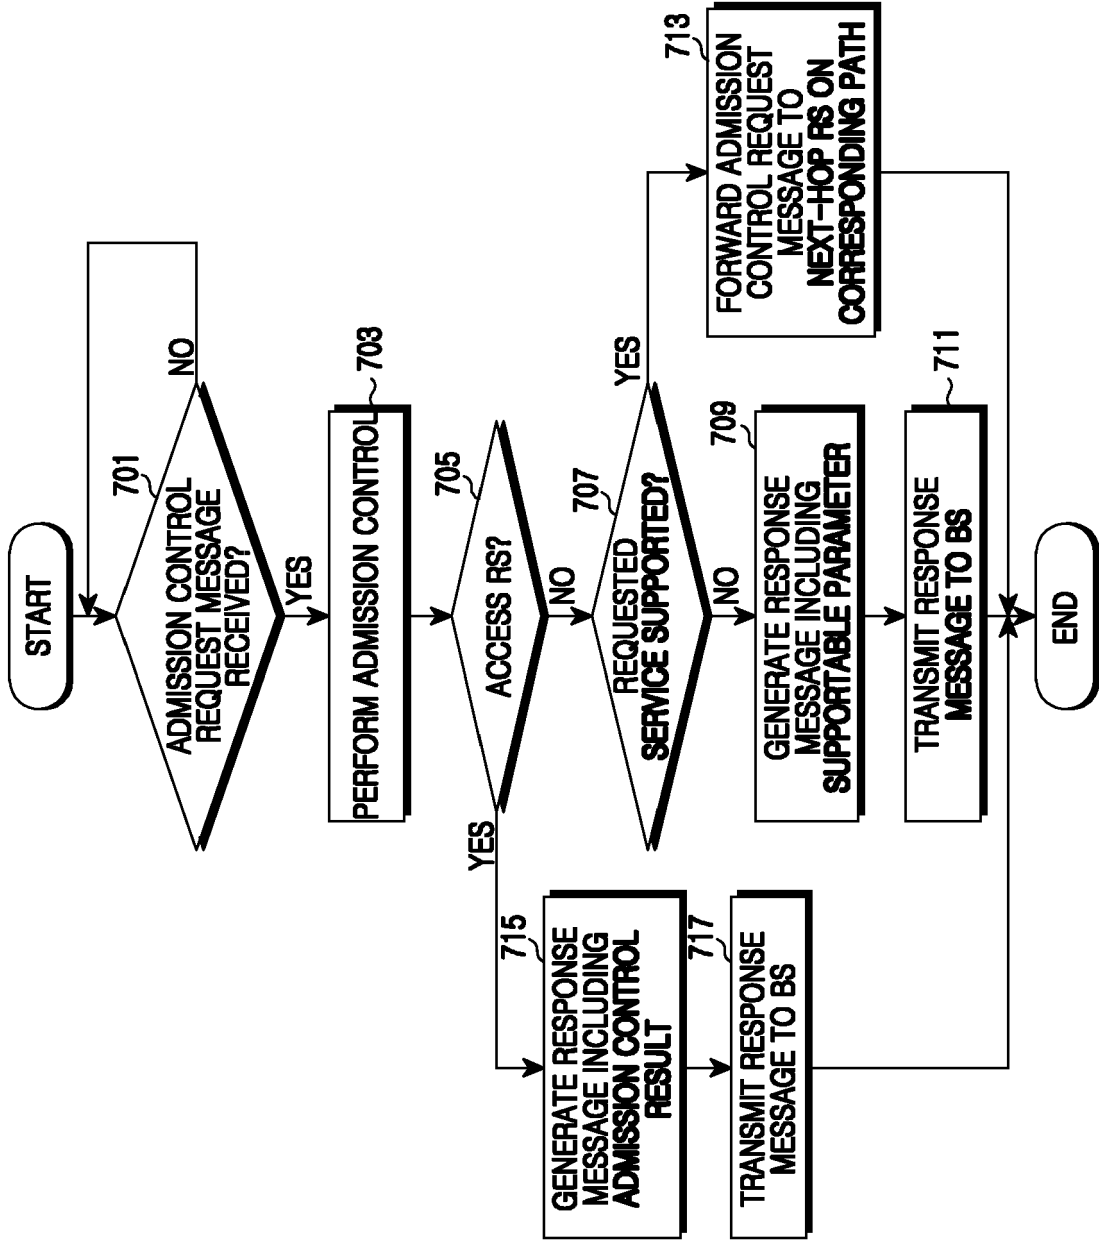 START
701
ADMISSION CONTROL
REQUEST MESSAGE
RECEIVED?
NO
YES
703
PERFORM ADMISSION CONTROL
705
ACCESS RS?
YES
NO
707
REQUESTED
SERVICE SUPPORTED?
YES
NO
709
GENERATE RESPONSE
MESSAGE INCLUDING
SUPPORTABLE PARAMETER
711
TRANSMIT RESPONSE
MESSAGE TO BS
713
FORWARD ADMISSION
CONTROL REQUEST
MESSAGE TO
NEXT-HOP RS ON
CORRESPONDING PATH
715
GENERATE RESPONSE
MESSAGE INCLUDING
ADMISSION CONTROL
RESULT
717
TRANSMIT RESPONSE
MESSAGE TO BS
END